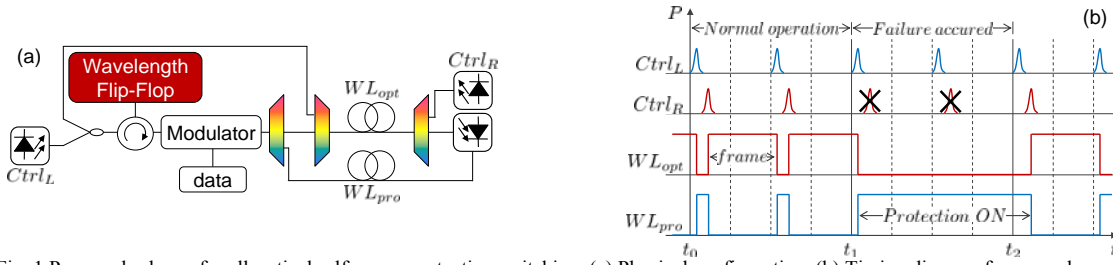 (a)
Wavelength
Flip-Flop
Ctrl_R
WL_opt
Modulator
data
Ctrl_L
WL_pro
(b)
P
Normal operation
Failure accured
Ctrl_L
Ctrl_R
WL_opt
frame
WL_pro
Protection ON
t_0
t_1
t_2
t